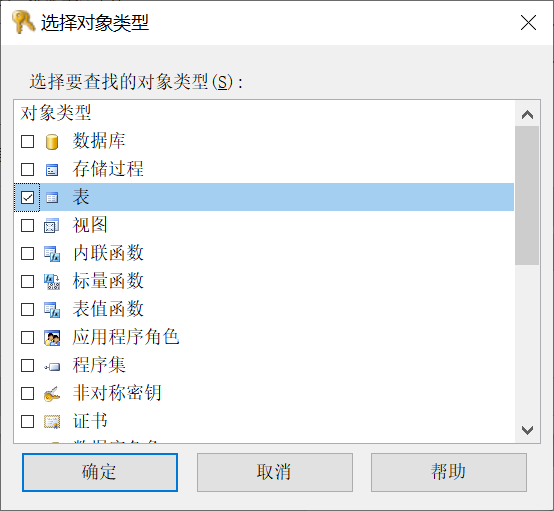 选择对象类型
选择要查找的对象类型(S):
对象类型
数据库
存储过程
表
视图
内联函数
标量函数
表值函数
应用程序角色
程序集
非对称密钥
证书
确定 取消 帮助